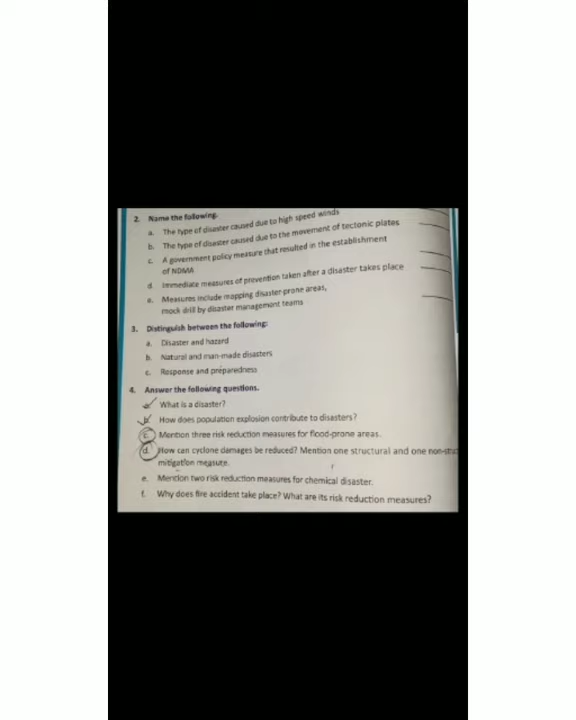 2. Name the following.
a. The type of disaster caused due to high speed winds
b. The type of disaster caused due to the movement of tectonic plates
c. A government policy measure that resulted in the establishment
of NDMA
d. Immediate measures of prevention taken after a disaster takes place
e. Measures include mapping disaster-prone areas,
mock drill by disaster management teams
3. Distinguish between the following:
a. Disaster and hazard
b. Natural and man-made disasters
c. Response and preparedness
4. Answer the following questions.
a. What is a disaster?
b. How does population explosion contribute to disasters?
c. Mention three risk reduction measures for flood-prone areas.
d. How can cyclone damages be reduced? Mention one structural and one
mitigation measure.
e. Mention two risk reduction measures for chemical disaster.
f. Why does fire accident take place? What are its risk reduction measures?